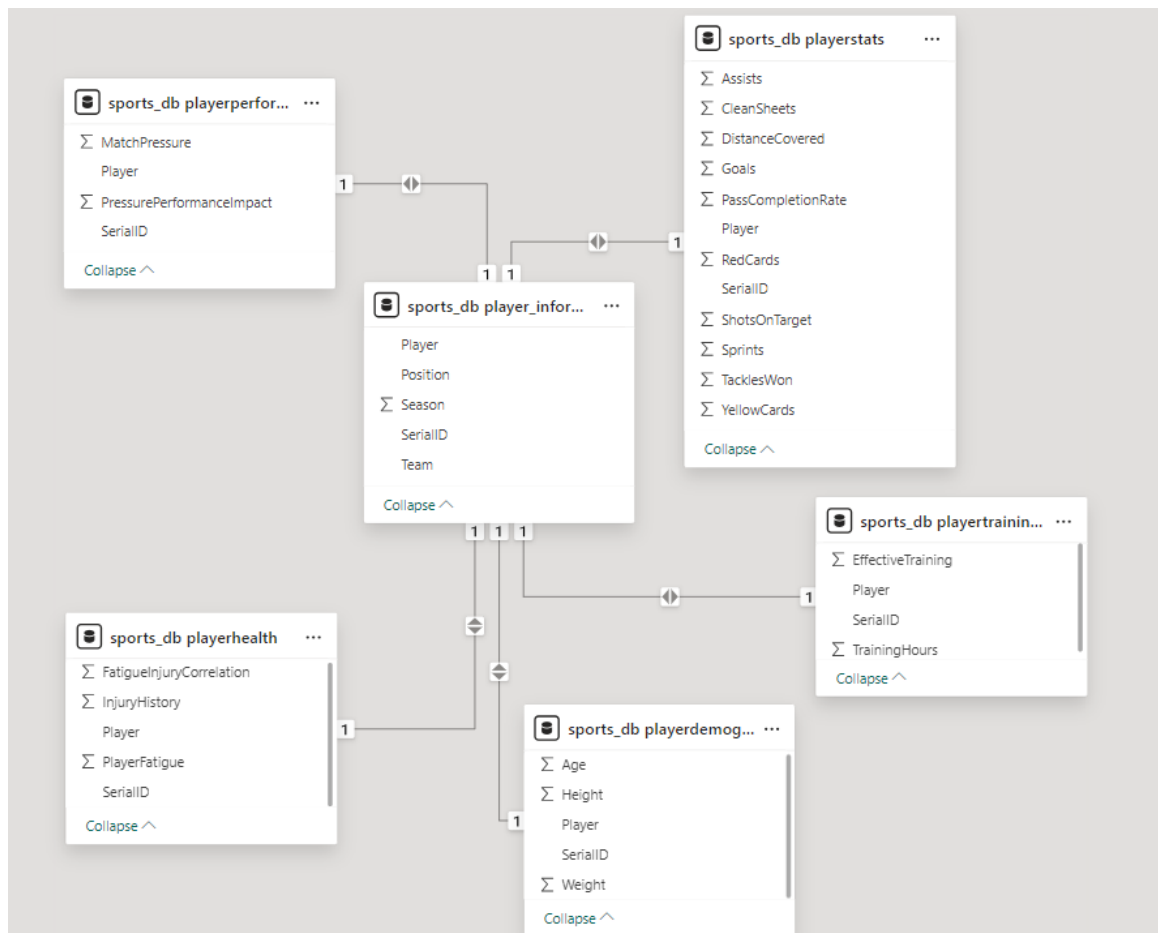 sports_db playerperfor... ...
Σ MatchPressure
Player
Σ PressurePerformanceImpact
SerialID
Collapse
1
1
sports_db playerstats ...
Σ Assists
Σ CleanSheets
Σ DistanceCovered
Σ Goals
Σ PassCompletionRate
Player
Σ RedCards
SerialID
Σ ShotsOnTarget
Σ Sprints
Σ TacklesWon
Σ YellowCards
Collapse
1
1
sports_db player_infor... ...
Player
Position
Σ Season
SerialID
Team
Collapse
1
1
1
sports_db playertrainin... ...
Σ EffectiveTraining
Player
SerialID
Σ TrainingHours
Collapse
1
sports_db playerhealth ...
Σ FatigueInjuryCorrelation
Σ InjuryHistory
Player
Σ PlayerFatigue
SerialID
Collapse
1
sports_db playerdemog... ...
Σ Age
Σ Height
Player
SerialID
Σ Weight
Collapse
1